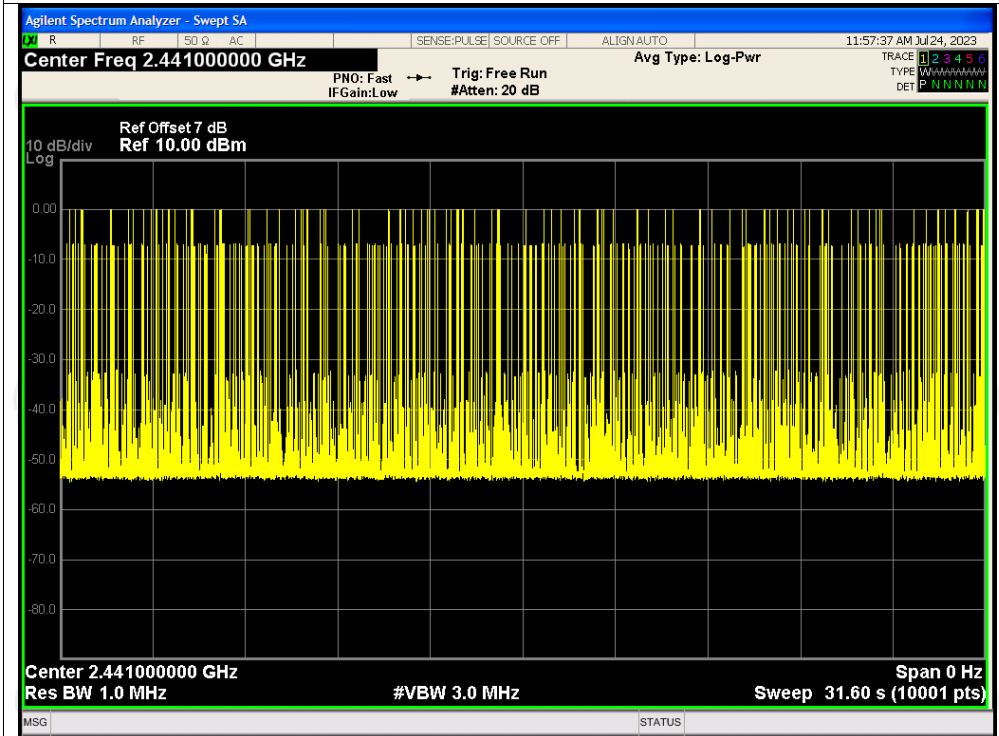 Agilent Spectrum Analyzer - Swept SA
LXI R RF 50 Ω AC SENSE:PULSE SOURCE OFF ALIGN AUTO 11:57:37 AM Jul 24, 2023
Center Freq 2.441000000 GHz
PNO: Fast
IFGain:Low
Trig: Free Run
#Atten: 20 dB
Avg Type: Log-Pwr
TRACE 1 2 3 4 5 6
TYPE W
DET P N N N N N
Ref Offset 7 dB
10 dB/div Ref 10.00 dBm
Log
0.00
-10.0
-20.0
-30.0
-40.0
-50.0
-60.0
-70.0
-80.0
Center 2.441000000 GHz Span 0 Hz
Res BW 1.0 MHz #VBW 3.0 MHz Sweep 31.60 s (10001 pts)
MSG STATUS